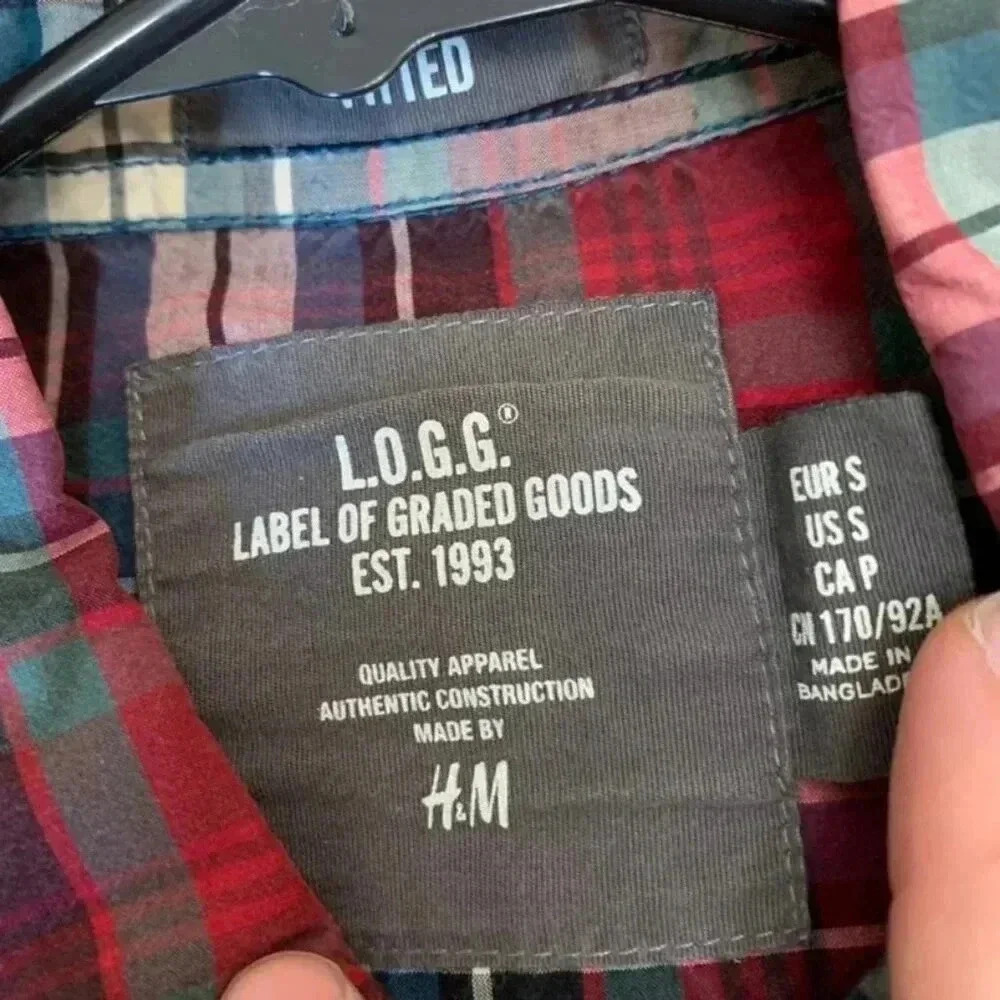 L.O.G.G.®
LABEL OF GRADED GOODS
EST. 1993
QUALITY APPAREL
AUTHENTIC CONSTRUCTION
MADE BY
H&M
EUR S
US S
CA P
CN 170/92A
MADE IN